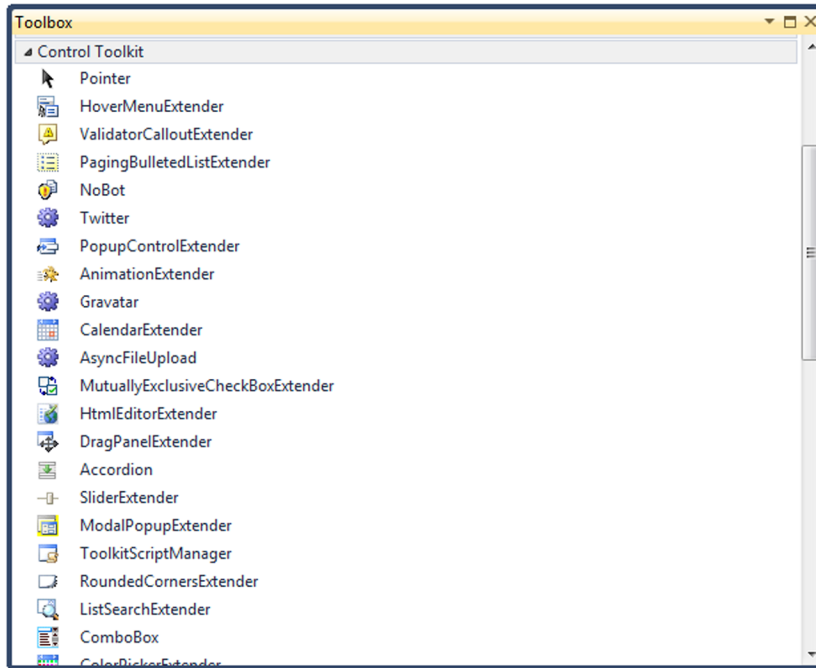 Toolbox
Control Toolkit
Pointer
HoverMenuExtender
ValidatorCalloutExtender
PagingBulletedListExtender
NoBot
Twitter
PopupControlExtender
AnimationExtender
Gravatar
CalendarExtender
AsyncFileUpload
MutuallyExclusiveCheckBoxExtender
HtmlEditorExtender
DragPanelExtender
Accordion
SliderExtender
ModalPopupExtender
ToolkitScriptManager
RoundedCornersExtender
ListSearchExtender
ComboBox
ColorPickerExtender